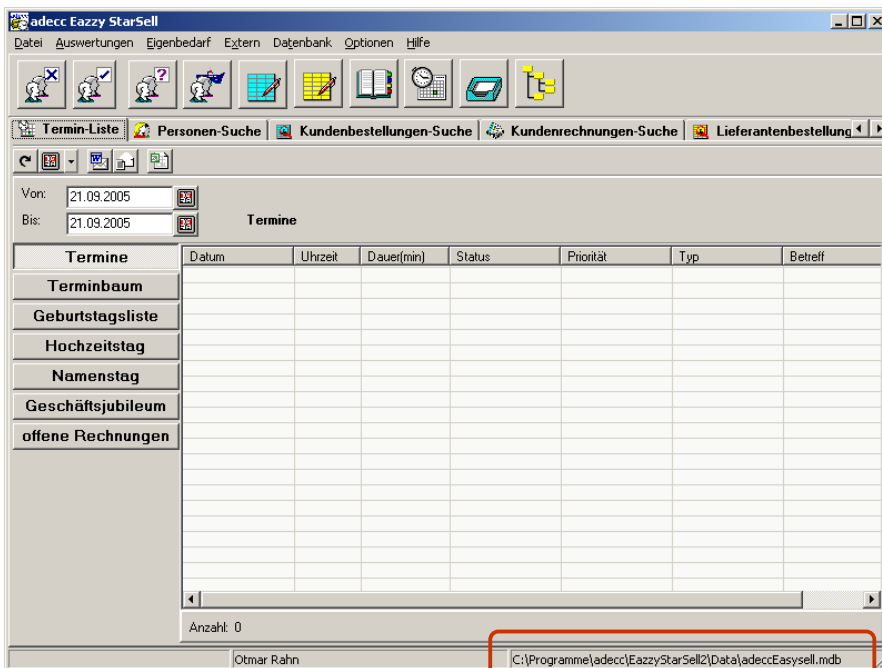 adecc Eazzy StarSell
Datei Auswertungen Eigenbedarf Extern Datenbank Optionen Hilfe
Termin-Liste Personen-Suche Kundenbestellungen-Suche Kundenrechnungen-Suche Lieferantenbestellung
Von: 21.09.2005
Bis: 21.09.2005 Termine
Termine Datum Uhrzeit Dauer(min) Status Priorität Typ Betreff
Terminbaum
Geburtstagsliste
Hochzeitstag
Namenstag
Geschäftsjubileum
offene Rechnungen
Anzahl: 0
Otmar Rahn C:\Programme\adecc\EazzyStarSell2\Data\adeccEasysell.mdb